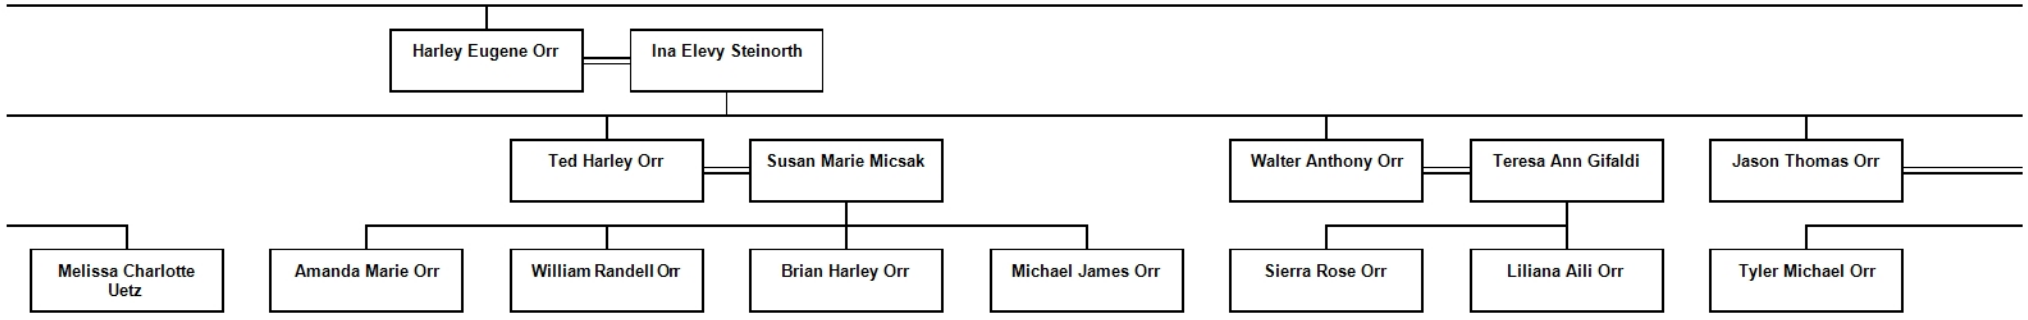 Harley Eugene Orr
Ina Elevy Steinorth
Ted Harley Orr
Susan Marie Micsak
Walter Anthony Orr
Teresa Ann Gifaldi
Jason Thomas Orr
Melissa Charlotte
Uetz
Amanda Marie Orr
William Randell Orr
Brian Harley Orr
Michael James Orr
Sierra Rose Orr
Liliana Aili Orr
Tyler Michael Orr